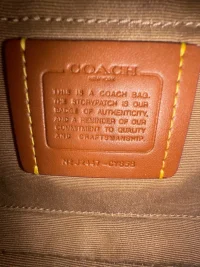 COACH
THIS IS A COACH BAG.
THE STORYPATCH IS OUR
BADGE OF AUTHENTICITY,
AND A REMINDER OF OUR
COMMITMENT TO QUALITY
AND CRAFTSMANSHIP.